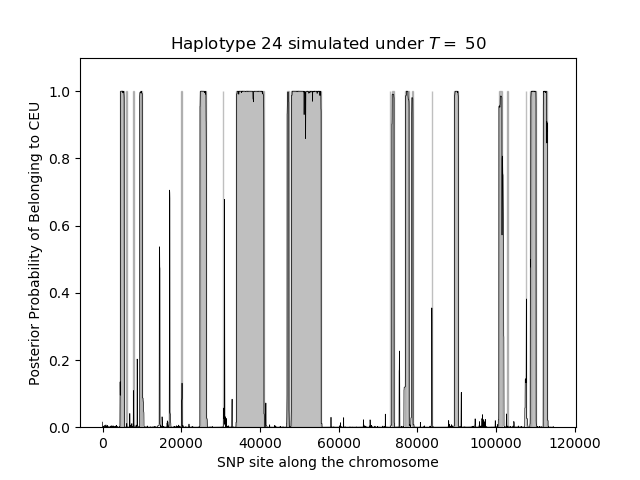 Haplotype 24 simulated under T = 50
Posterior Probability of Belonging to CEU
1.0
0.8
0.6
0.4
0.2
0.0
0 20000 40000 60000 80000 100000 120000
SNP site along the chromosome